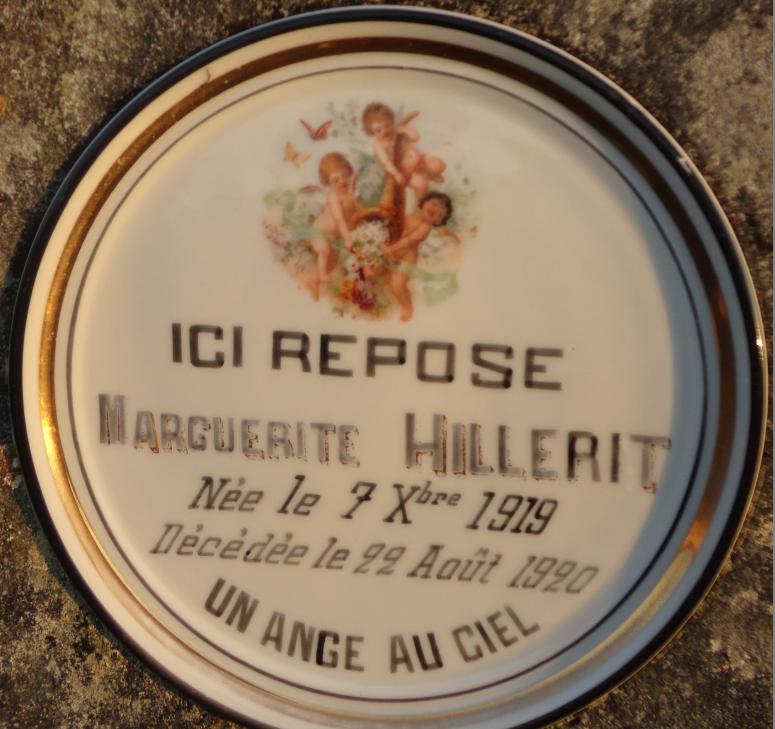 ICI REPOSE
MARGUERITE HILLERIT
Née le 7 Xbre 1919
Décédée le 22 Août 1920
UN ANGE AU CIEL